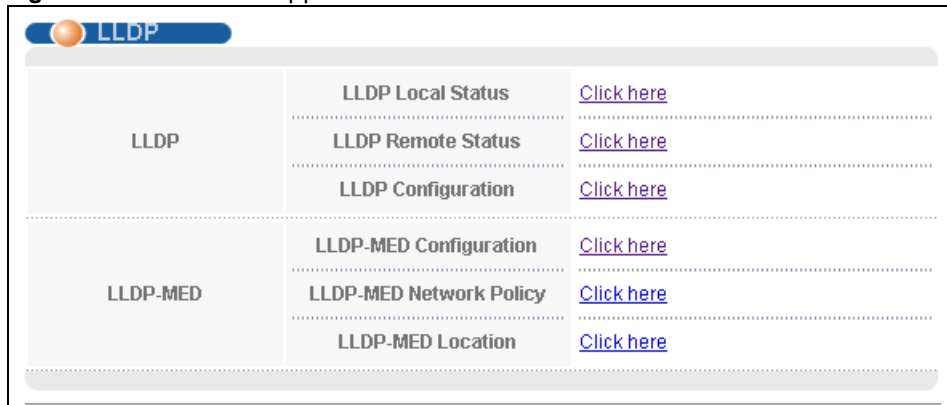 LLDP
LLDP
LLDP Local Status Click here
LLDP Remote Status Click here
LLDP Configuration Click here
LLDP-MED
LLDP-MED Configuration Click here
LLDP-MED Network Policy Click here
LLDP-MED Location Click here